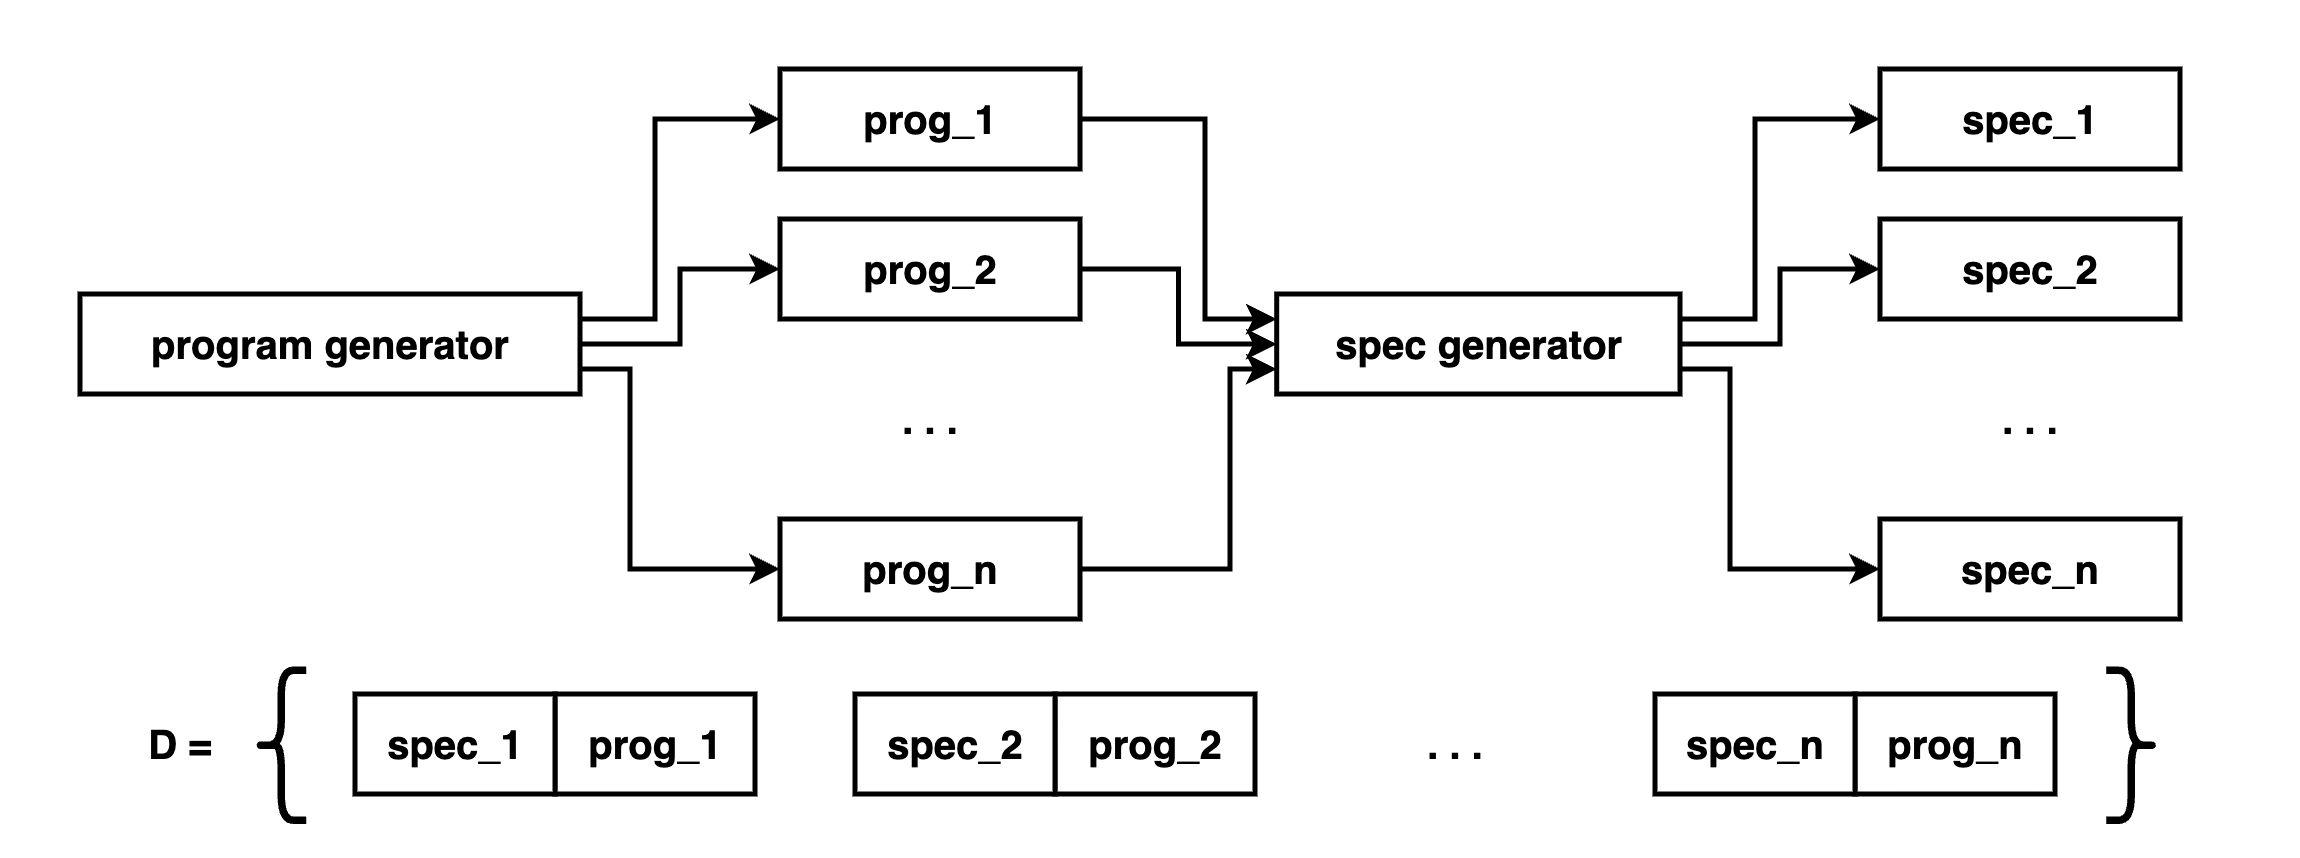 prog_1
spec_1
prog_2
spec_2
program generator
spec generator
...
...
prog_n
spec_n
D = { spec_1 prog_1 spec_2 prog_2 ... spec_n prog_n }